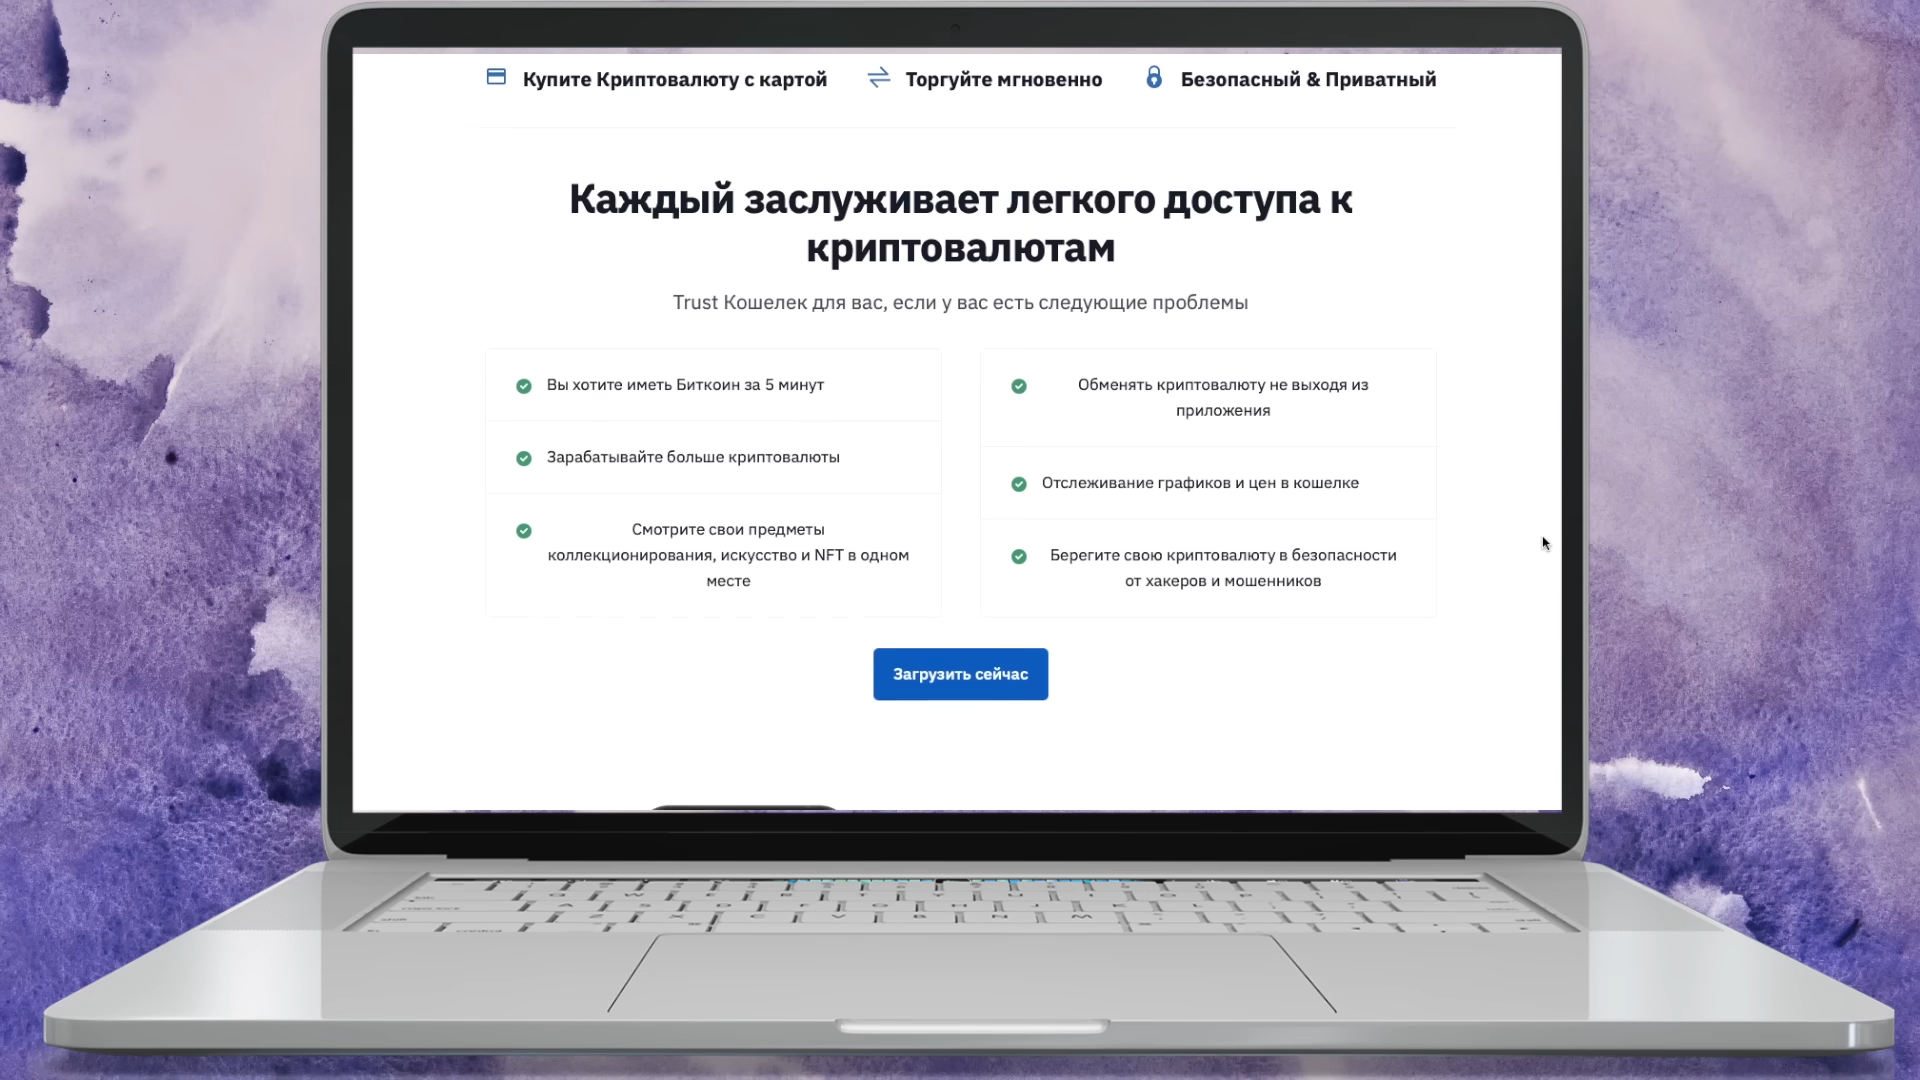 Купите Криптовалюту с картой
Торгуйте мгновенно
Безопасный & Приватный
Каждый заслуживает легкого доступа к
криптовалютам
Trust Кошелек для вас, если у вас есть следующие проблемы
Вы хотите иметь Биткоин за 5 минут
Зарабатывайте больше криптовалюты
Смотрите свои предметы
коллекционирования, искусство и NFT в одном
месте
Обменять криптовалюту не выходя из
приложения
Отслеживание графиков и цен в кошелке
Берегите свою криптовалюту в безопасности
от хакеров и мошенников
Загрузить сейчас